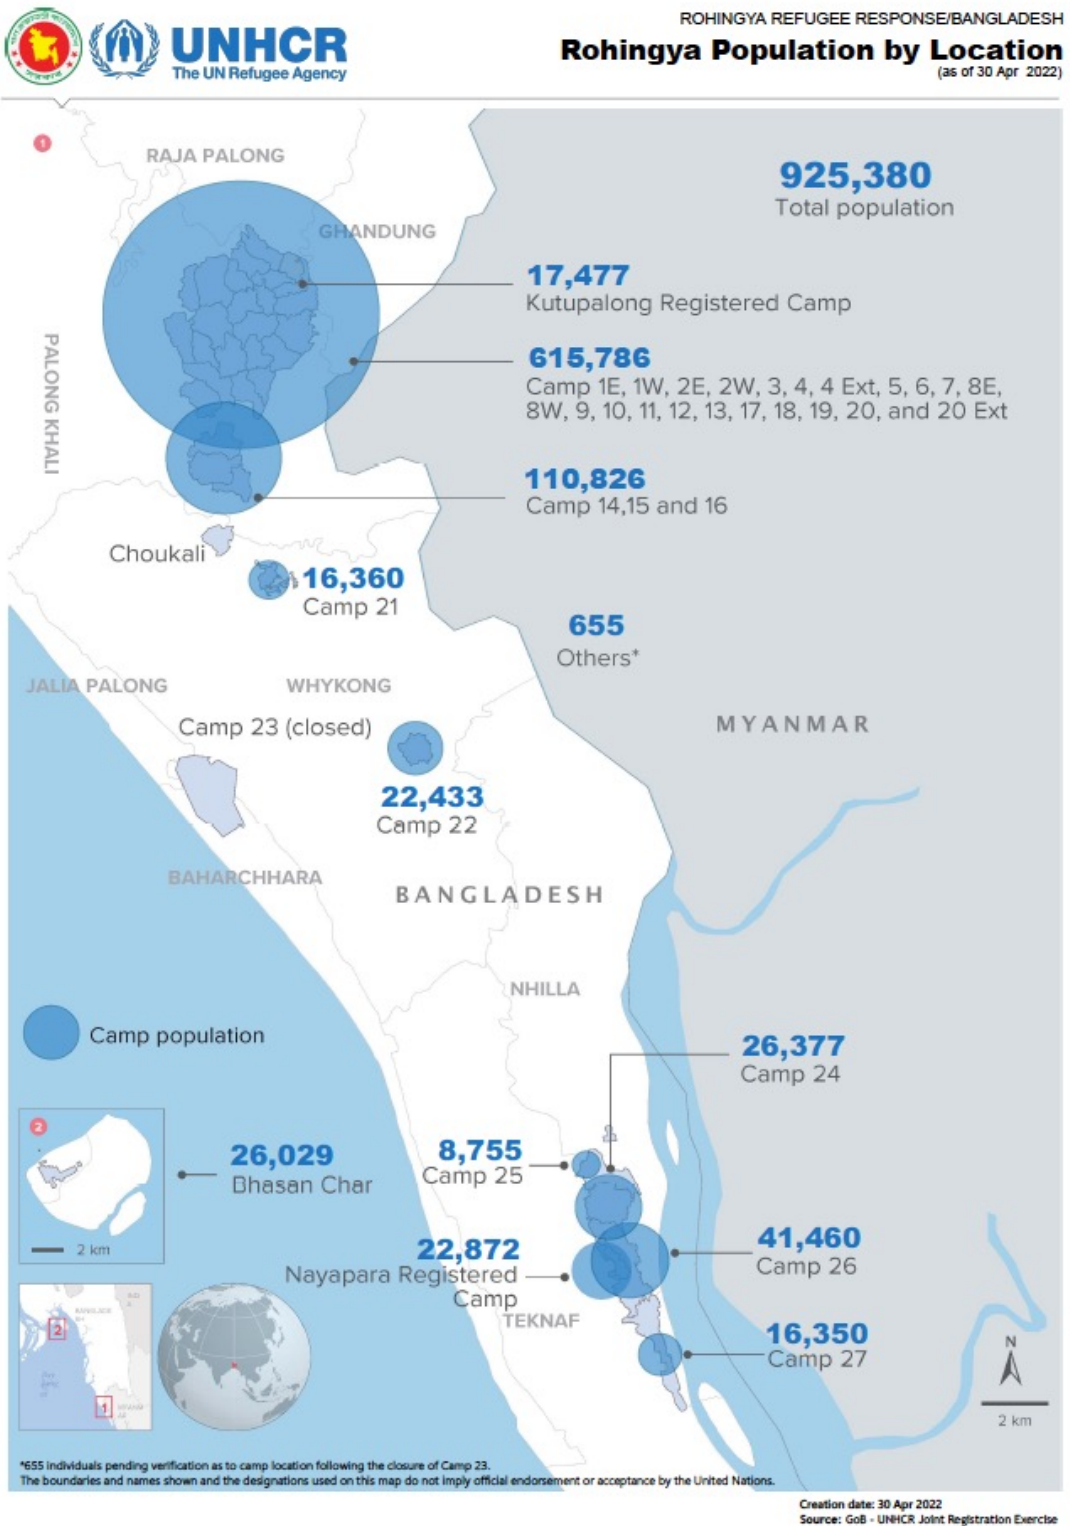 UNHCR
The UN Refugee Agency
ROHINGYA REFUGEE RESPONSE/BANGLADESH
Rohingya Population by Location
(as of 30 Apr 2022)
1
RAJA PALONG
925,380
Total population
GHANDUNG
17,477
Kutupalong Registered Camp
PALONG KHALI
615,786
Camp 1E, 1W, 2E, 2W, 3, 4, 4 Ext, 5, 6, 7, 8E,
8W, 9, 10, 11, 12, 13, 17, 18, 19, 20, and 20 Ext
110,826
Camp 14,15 and 16
Choukali
16,360
Camp 21
655
Others*
JALIA PALONG
WHYKONG
Camp 23 (closed)
MYANMAR
22,433
Camp 22
BAHARCHHARA
BANGLADESH
NHILLA
Camp population
26,377
Camp 24
2
26,029
Bhasan Char
2 km
8,755
Camp 25
22,872
Nayapara Registered
Camp
41,460
Camp 26
TEKNAF
16,350
Camp 27
2
1
N
2 km
*655 individuals pending verification as to camp location following the closure of Camp 23.
The boundaries and names shown and the designations used on this map do not imply official endorsement or acceptance by the United Nations.
Creation date: 30 Apr 2022
Source: GoB - UNHCR Joint Registration Exercise